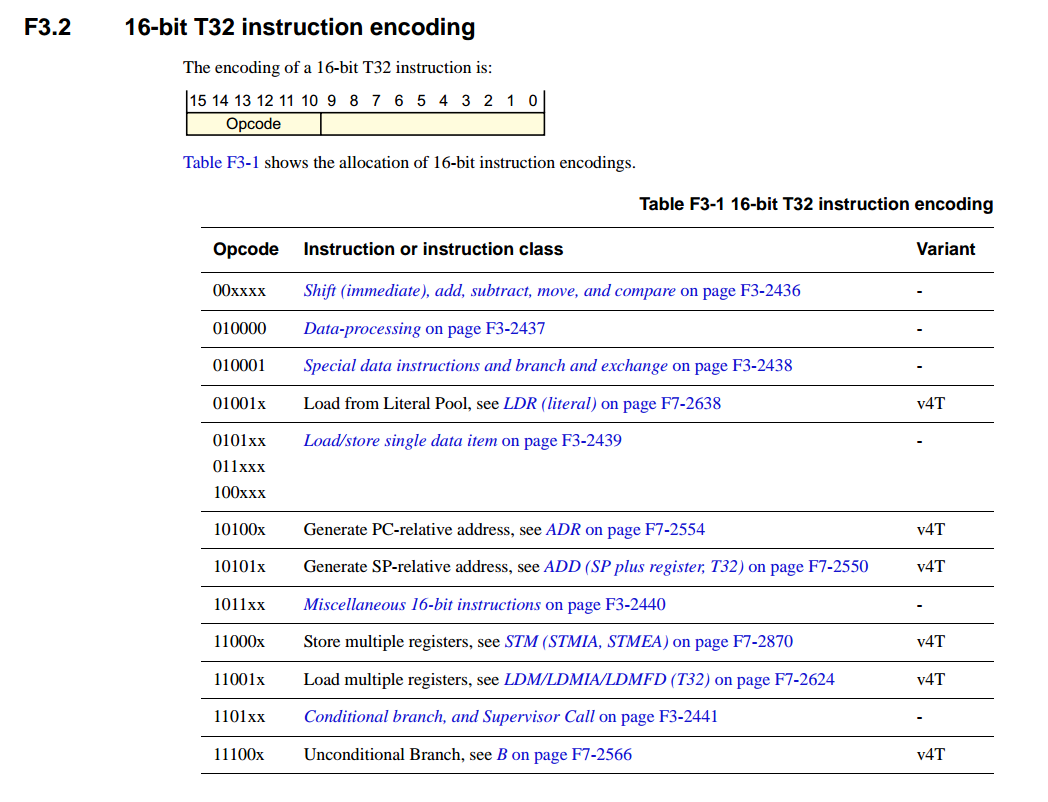 F3.2 16-bit T32 instruction encoding
The encoding of a 16-bit T32 instruction is:
15 14 13 12 11 10 9 8 7 6 5 4 3 2 1 0
Opcode
Table F3-1 shows the allocation of 16-bit instruction encodings.
Table F3-1 16-bit T32 instruction encoding
Opcode Instruction or instruction class Variant
00xxxx Shift (immediate), add, subtract, move, and compare on page F3-2436 -
010000 Data-processing on page F3-2437 -
010001 Special data instructions and branch and exchange on page F3-2438 -
01001x Load from Literal Pool, see LDR (literal) on page F7-2638 v4T
0101xx Load/store single data item on page F3-2439 -
011xxx
100xxx
10100x Generate PC-relative address, see ADR on page F7-2554 v4T
10101x Generate SP-relative address, see ADD (SP plus register, T32) on page F7-2550 v4T
1011xx Miscellaneous 16-bit instructions on page F3-2440 -
11000x Store multiple registers, see STM (STMIA, STMEA) on page F7-2870 v4T
11001x Load multiple registers, see LDM/LDMIA/LDMFD (T32) on page F7-2624 v4T
1101xx Conditional branch, and Supervisor Call on page F3-2441 -
11100x Unconditional Branch, see B on page F7-2566 v4T